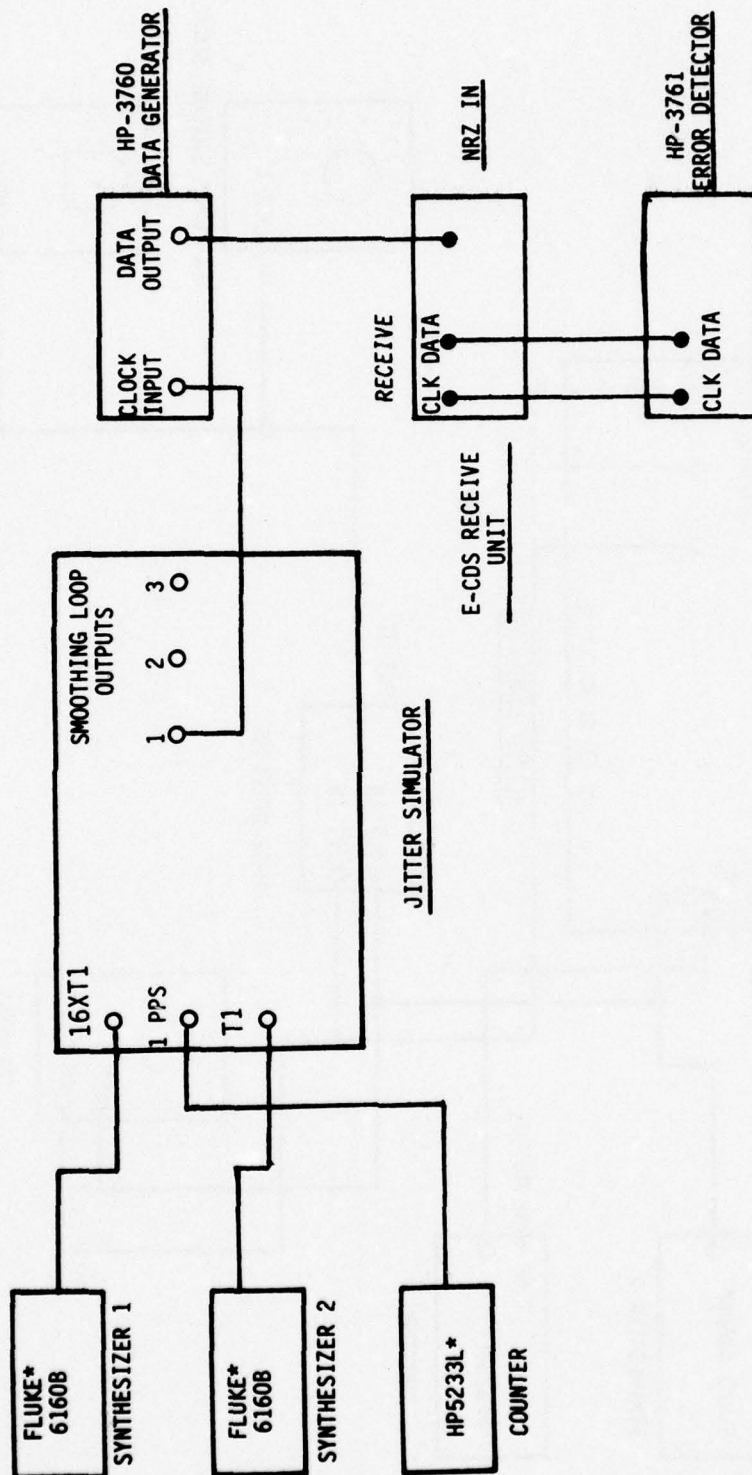 FLUKE*
6160B
SYNTHESIZER 1
FLUKE*
6160B
SYNTHESIZER 2
HP5233L*
COUNTER
16XT1
1 PPS
T1
SMOOTHING LOOP
OUTPUTS
1 2 3
JITTER SIMULATOR
HP-3760
DATA GENERATOR
CLOCK
INPUT
DATA
OUTPUT
RECEIVE
NRZ IN
CLK DATA
E-CDS RECEIVE
UNIT
HP-3761
ERROR DETECTOR
CLK DATA